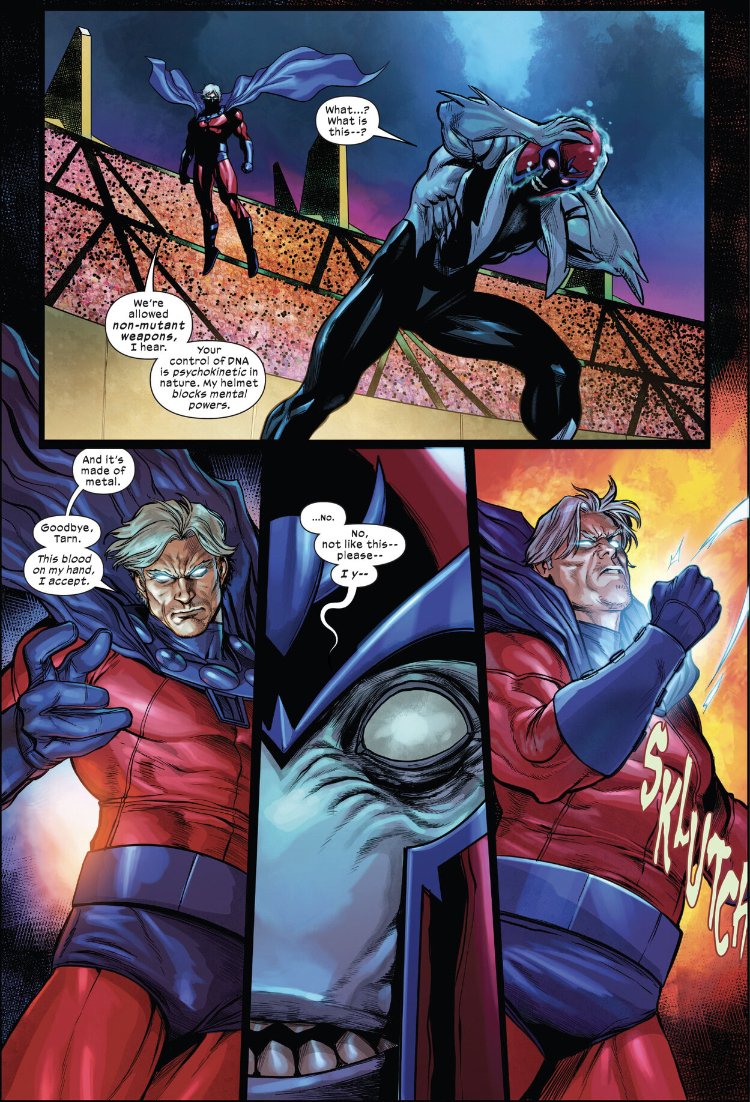 What...?
What is
this--?
We're
allowed
non-mutant
weapons,
I hear.
Your
control of DNA
is psychokinetic in
nature. My helmet
blocks mental
powers.
And it's
made of
metal.
Goodbye,
Tarn.
This blood
on my hand,
I accept.
...No.
No,
not like this--
please--
I y--
SKLUTCH